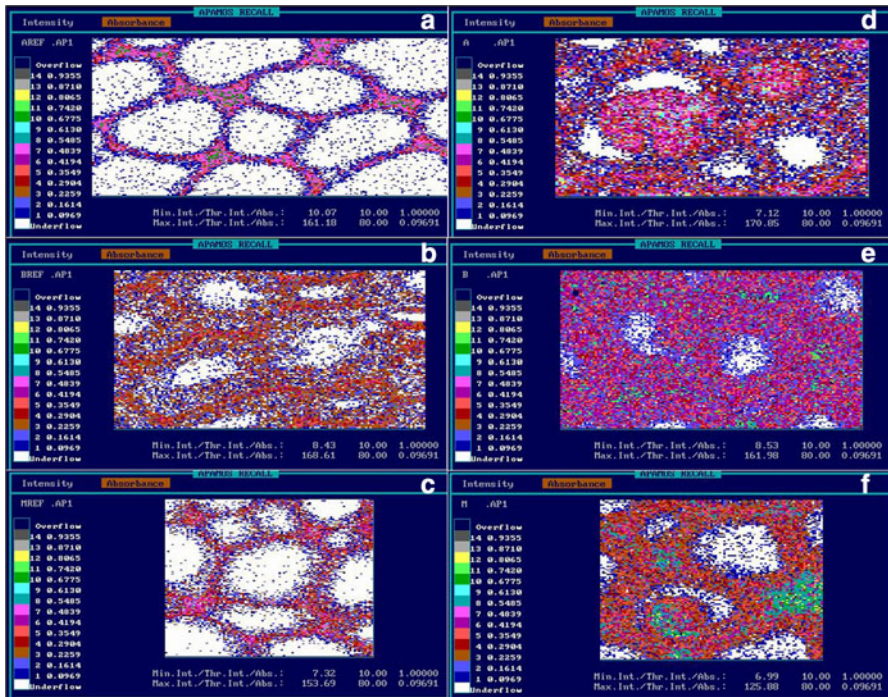 APAMOS RECALL
a
Intensity Absorbance
AREF .AP1
Overflow
14 0.9355
13 0.8710
12 0.8065
11 0.7420
10 0.6775
9 0.6130
8 0.5485
7 0.4839
6 0.4194
5 0.3549
4 0.2904
3 0.2259
2 0.1614
1 0.0969
Underflow
Min.Int./Thr.Int./Abs.: 10.07 10.00 1.00000
Max.Int./Thr.Int./Abs.: 161.18 80.00 0.09691
APAMOS RECALL
d
Intensity Absorbance
A .AP1
Overflow
14 0.9355
13 0.8710
12 0.8065
11 0.7420
10 0.6775
9 0.6130
8 0.5485
7 0.4839
6 0.4194
5 0.3549
4 0.2904
3 0.2259
2 0.1614
1 0.0969
Underflow
Min.Int./Thr.Int./Abs.: 7.12 10.00 1.00000
Max.Int./Thr.Int./Abs.: 170.85 80.00 0.09691
APAMOS RECALL
b
Intensity Absorbance
BREF .AP1
Overflow
14 0.9355
13 0.8710
12 0.8065
11 0.7420
10 0.6775
9 0.6130
8 0.5485
7 0.4839
6 0.4194
5 0.3549
4 0.2904
3 0.2259
2 0.1614
1 0.0969
Underflow
Min.Int./Thr.Int./Abs.: 8.43 10.00 1.00000
Max.Int./Thr.Int./Abs.: 168.61 80.00 0.09691
APAMOS RECALL
e
Intensity Absorbance
B .AP1
Overflow
14 0.9355
13 0.8710
12 0.8065
11 0.7420
10 0.6775
9 0.6130
8 0.5485
7 0.4839
6 0.4194
5 0.3549
4 0.2904
3 0.2259
2 0.1614
1 0.0969
Underflow
Min.Int./Thr.Int./Abs.: 8.53 10.00 1.00000
Max.Int./Thr.Int./Abs.: 161.98 80.00 0.09691
APAMOS RECALL
c
Intensity Absorbance
MREF .AP1
Overflow
14 0.9355
13 0.8710
12 0.8065
11 0.7420
10 0.6775
9 0.6130
8 0.5485
7 0.4839
6 0.4194
5 0.3549
4 0.2904
3 0.2259
2 0.1614
1 0.0969
Underflow
Min.Int./Thr.Int./Abs.: 7.32 10.00 1.00000
Max.Int./Thr.Int./Abs.: 153.69 80.00 0.09691
APAMOS RECALL
f
Intensity Absorbance
M .AP1
Overflow
14 0.9355
13 0.8710
12 0.8065
11 0.7420
10 0.6775
9 0.6130
8 0.5485
7 0.4839
6 0.4194
5 0.3549
4 0.2904
3 0.2259
2 0.1614
1 0.0969
Underflow
Min.Int./Thr.Int./Abs.: 6.99 10.00 1.00000
Max.Int./Thr.Int./Abs.: 125.88 80.00 0.09691